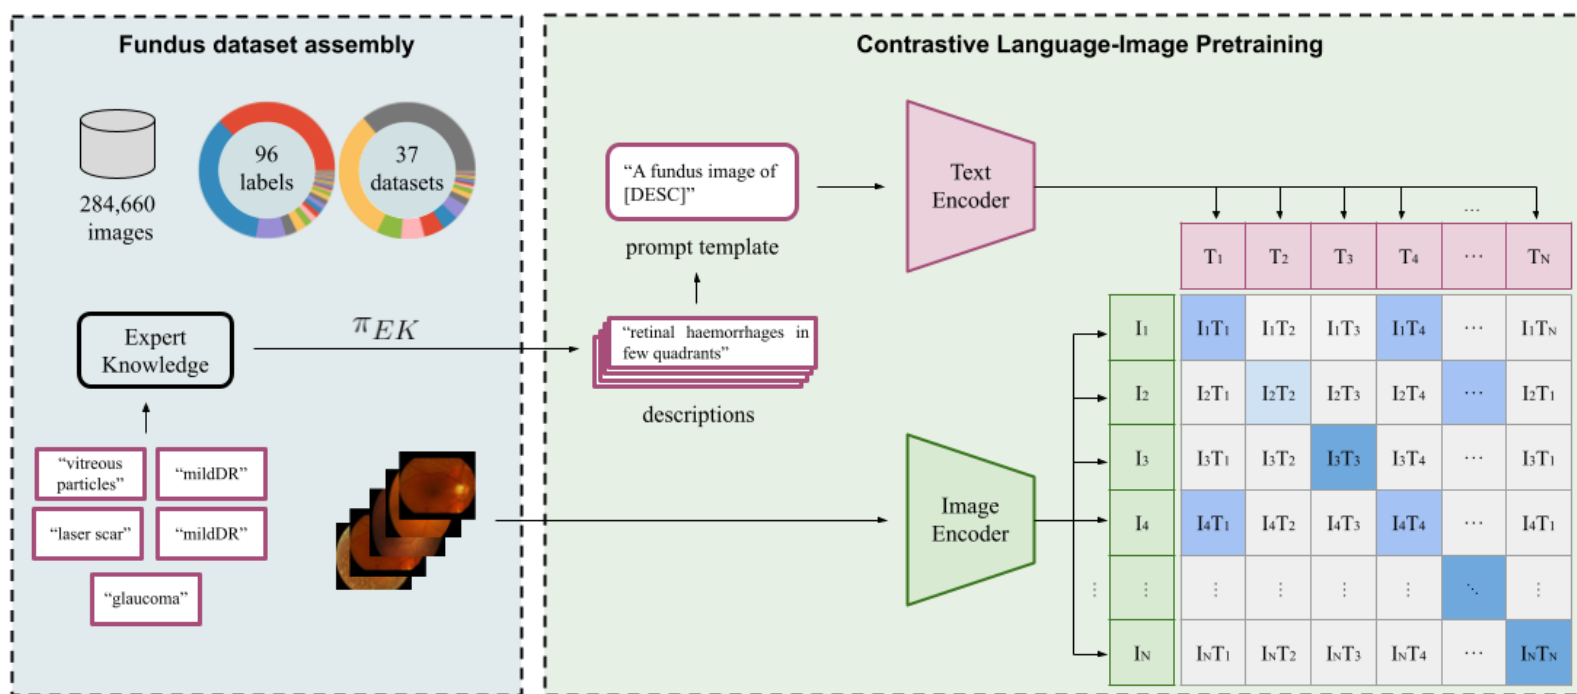 Fundus dataset assembly
284,660
images
96
labels
37
datasets
Expert
Knowledge
πEK
“vitreous
particles”
“mildDR”
“laser scar”
“mildDR”
“glaucoma”
Contrastive Language-Image Pretraining
“A fundus image of
[DESC]”
prompt template
“retinal haemorrhages in
few quadrants”
descriptions
Text
Encoder
Image
Encoder
...
T1 T2 T3 T4 ... TN
I1 I1T1 I1T2 I1T3 I1T4 ... I1TN
I2 I2T1 I2T2 I2T3 I2T4 ... I2T1
I3 I3T1 I3T2 I3T3 I3T4 ... I3T1
I4 I4T1 I4T2 I4T3 I4T4 ... I4T1
⋮ ⋮ ⋮ ⋮ ⋮ ⋮ ⋱ ⋮
IN INT1 INT2 INT3 INT4 ... INTN